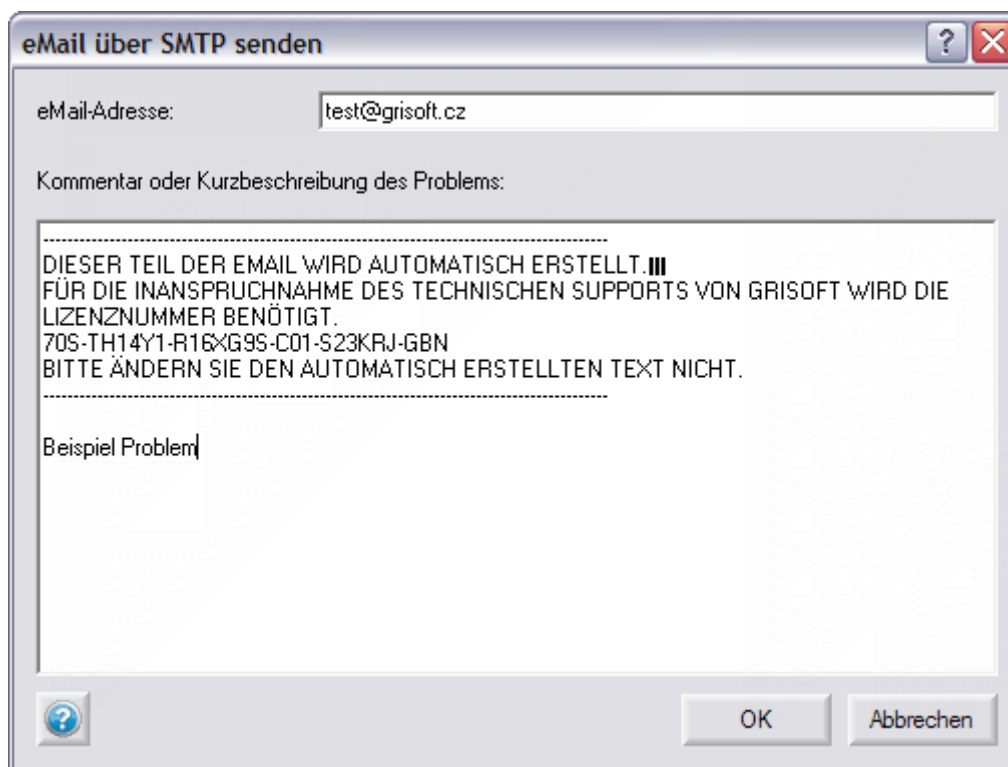 eMail über SMTP senden
eMail-Adresse:
test@grisoft.cz
Kommentar oder Kurzbeschreibung des Problems:
--------------------------------------------------------------------------------
DIESER TEIL DER EMAIL WIRD AUTOMATISCH ERSTELLT.
FÜR DIE INANSPRUCHNAHME DES TECHNISCHEN SUPPORTS VON GRISOFT WIRD DIE
LIZENZNUMMER BENÖTIGT.
70S-TH14Y1-R16XG9S-C01-S23KRJ-GBN
BITTE ÄNDERN SIE DEN AUTOMATISCH ERSTELLTEN TEXT NICHT.
--------------------------------------------------------------------------------
Beispiel Problem
OK
Abbrechen